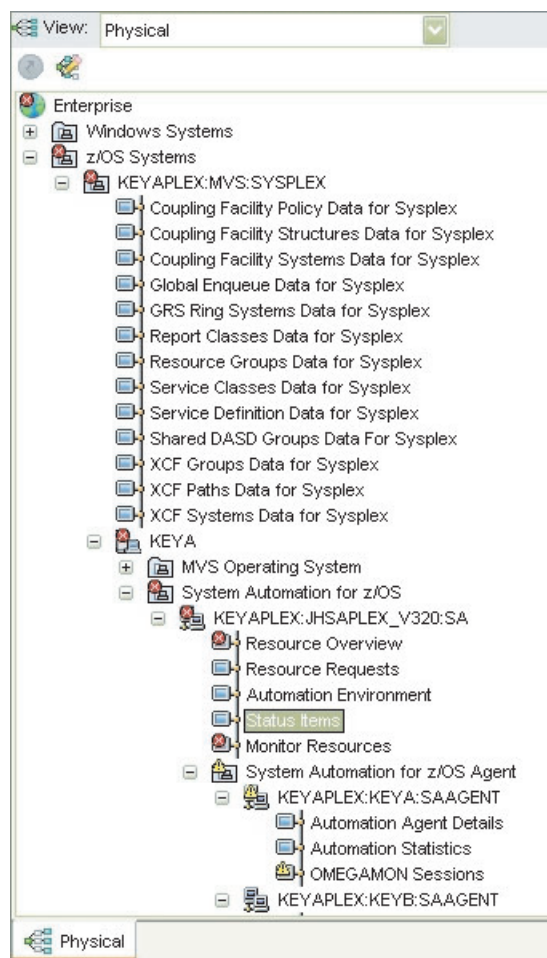 View: Physical
Enterprise
Windows Systems
z/OS Systems
KEYAPLEX:MVS:SYSPLEX
Coupling Facility Policy Data for Sysplex
Coupling Facility Structures Data for Sysplex
Coupling Facility Systems Data for Sysplex
Global Enqueue Data for Sysplex
GRS Ring Systems Data for Sysplex
Report Classes Data for Sysplex
Resource Groups Data for Sysplex
Service Classes Data for Sysplex
Service Definition Data for Sysplex
Shared DASD Groups Data For Sysplex
XCF Groups Data for Sysplex
XCF Paths Data for Sysplex
XCF Systems Data for Sysplex
KEYA
MVS Operating System
System Automation for z/OS
KEYAPLEX:JHSAPLEX_V320:SA
Resource Overview
Resource Requests
Automation Environment
Status Items
Monitor Resources
System Automation for z/OS Agent
KEYAPLEX:KEYA:SAAGENT
Automation Agent Details
Automation Statistics
OMEGAMON Sessions
KEYAPLEX:KEYB:SAAGENT
Physical